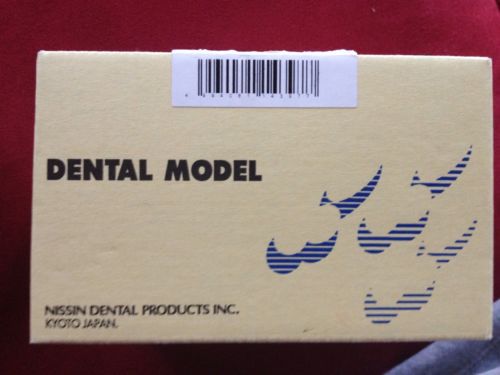 DENTAL MODEL
NISSIN DENTAL PRODUCTS INC.
KYOTO JAPAN.